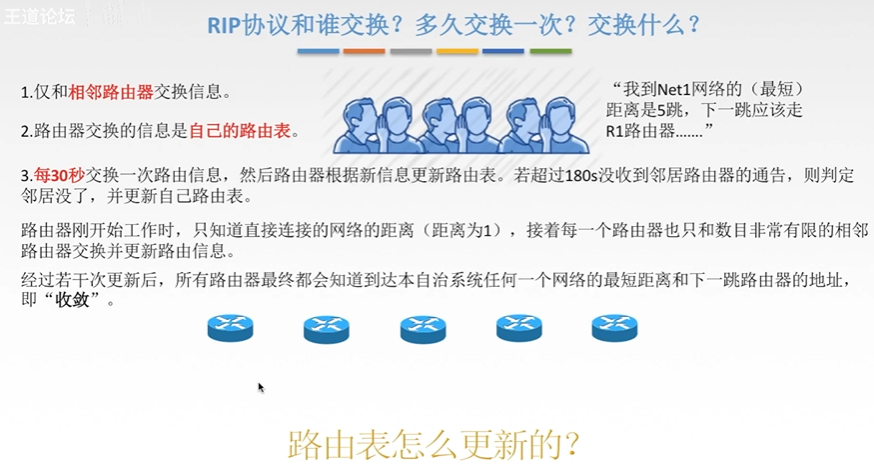 王道论坛
RIP协议和谁交换？多久交换一次？交换什么？
1.仅和相邻路由器交换信息。
2.路由器交换的信息是自己的路由表。
“我到Net1网络的（最短）
距离是5跳，下一跳应该走
R1路由器.......”
3.每30秒交换一次路由信息，然后路由器根据新信息更新路由表。若超过180s没收到邻居路由器的通告，则判定
邻居没了，并更新自己路由表。
路由器刚开始工作时，只知道直接连接的网络的距离（距离为1），接着每一个路由器也只和数目非常有限的相邻
路由器交换并更新路由信息。
经过若干次更新后，所有路由器最终都会知道到达本自治系统任何一个网络的最短距离和下一跳路由器的地址，
即“收敛”。
路由表怎么更新的？